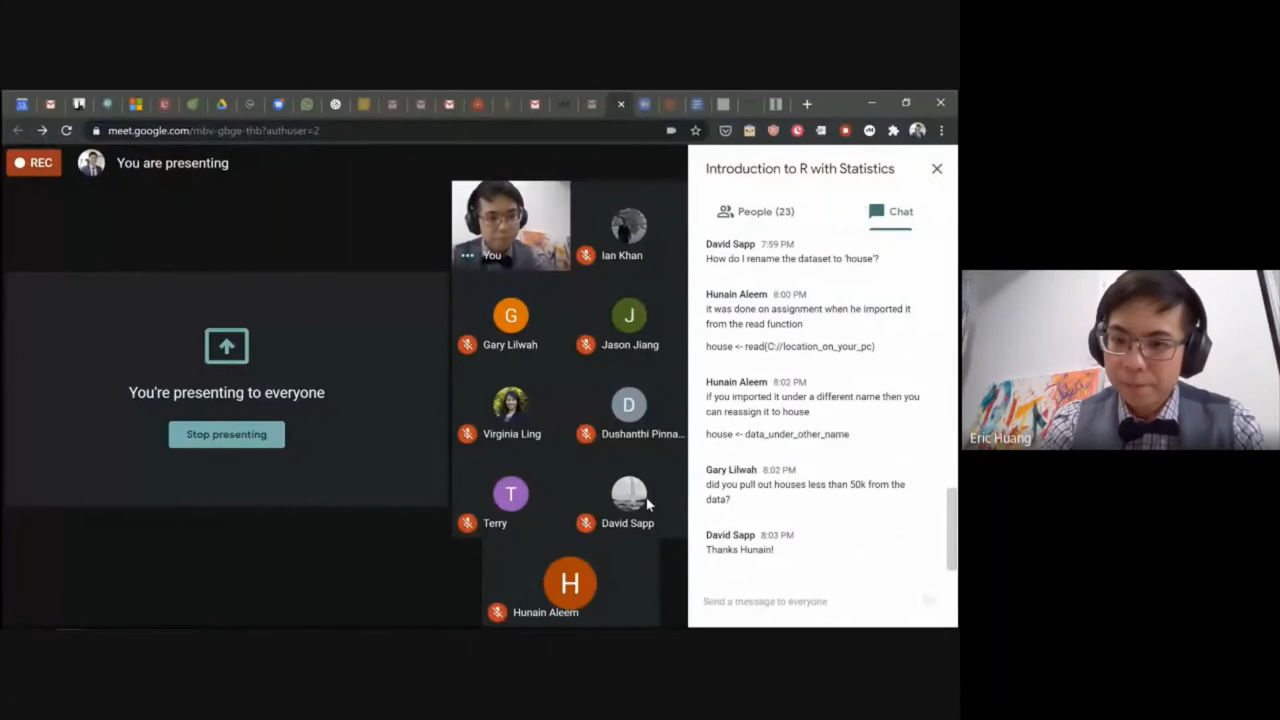 meet.google.com/mbv-gbge-thb?authuser=2
REC
You are presenting
Introduction to R with Statistics
People (23)
Chat
You're presenting to everyone
Stop presenting
You
Ian Khan
G
Gary Lilwah
J
Jason Jiang
Virginia Ling
D
Dushanthi Pinna...
T
Terry
David Sapp
H
Hunain Aleem
David Sapp 7:59 PM
How do I rename the dataset to 'house'?
Hunain Aleem 8:00 PM
it was done on assignment when he imported it
from the read function
house <- read(C://location_on_your_pc)
Hunain Aleem 8:02 PM
if you imported it under a different name then you
can reassign it to house
house <- data_under_other_name
Gary Lilwah 8:02 PM
did you pull out houses less than 50k from the
data?
David Sapp 8:03 PM
Thanks Hunain!
Send a message to everyone
Eric Huang